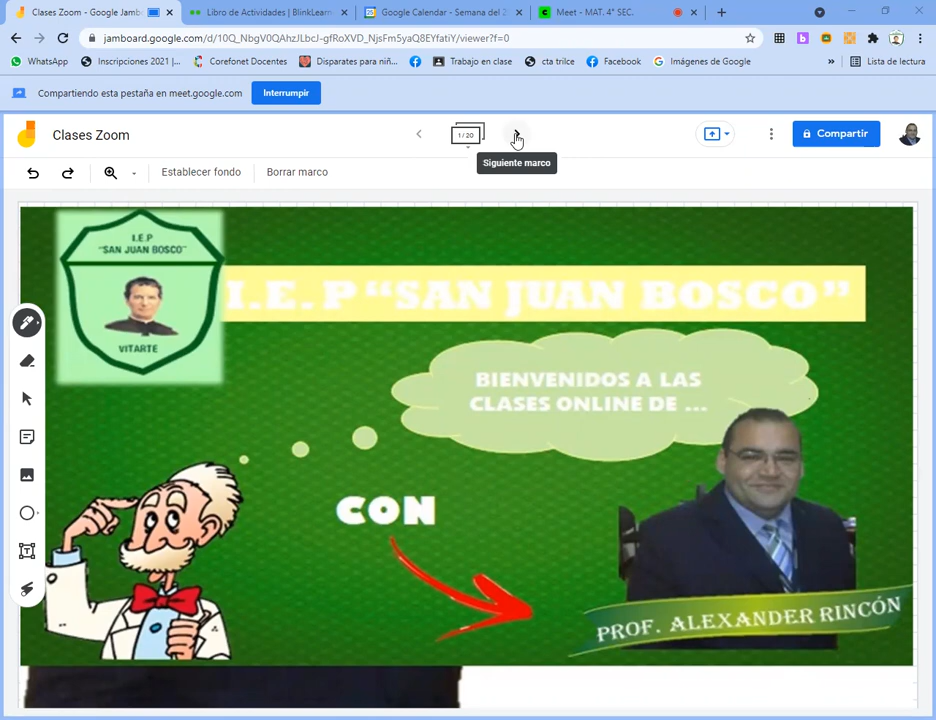 Clases Zoom - Google Jamb
Libro de Actividades | BlinkLearn
Google Calendar - Semana del 2
Meet - MAT. 4° SEC.
jamboard.google.com/d/10Q_NbgV0QAhzJLbcJ-gfRoXVD_NjsFm5yaQ8EYfatiY/viewer?f=0
WhatsApp
Inscripciones 2021 |...
Corefonet Docentes
Disparates para niñ...
Trabajo en clase
cta trilce
Facebook
Imágenes de Google
»
Lista de lectura
Compartiendo esta pestaña en meet.google.com
Interrumpir
Clases Zoom
1 / 20
Compartir
Siguiente marco
Establecer fondo
Borrar marco
I.E.P
"SAN JUAN BOSCO"
VITARTE
I.E.P "SAN JUAN BOSCO"
BIENVENIDOS A LAS
CLASES ONLINE DE ...
CON
PROF. ALEXANDER RINCÓN